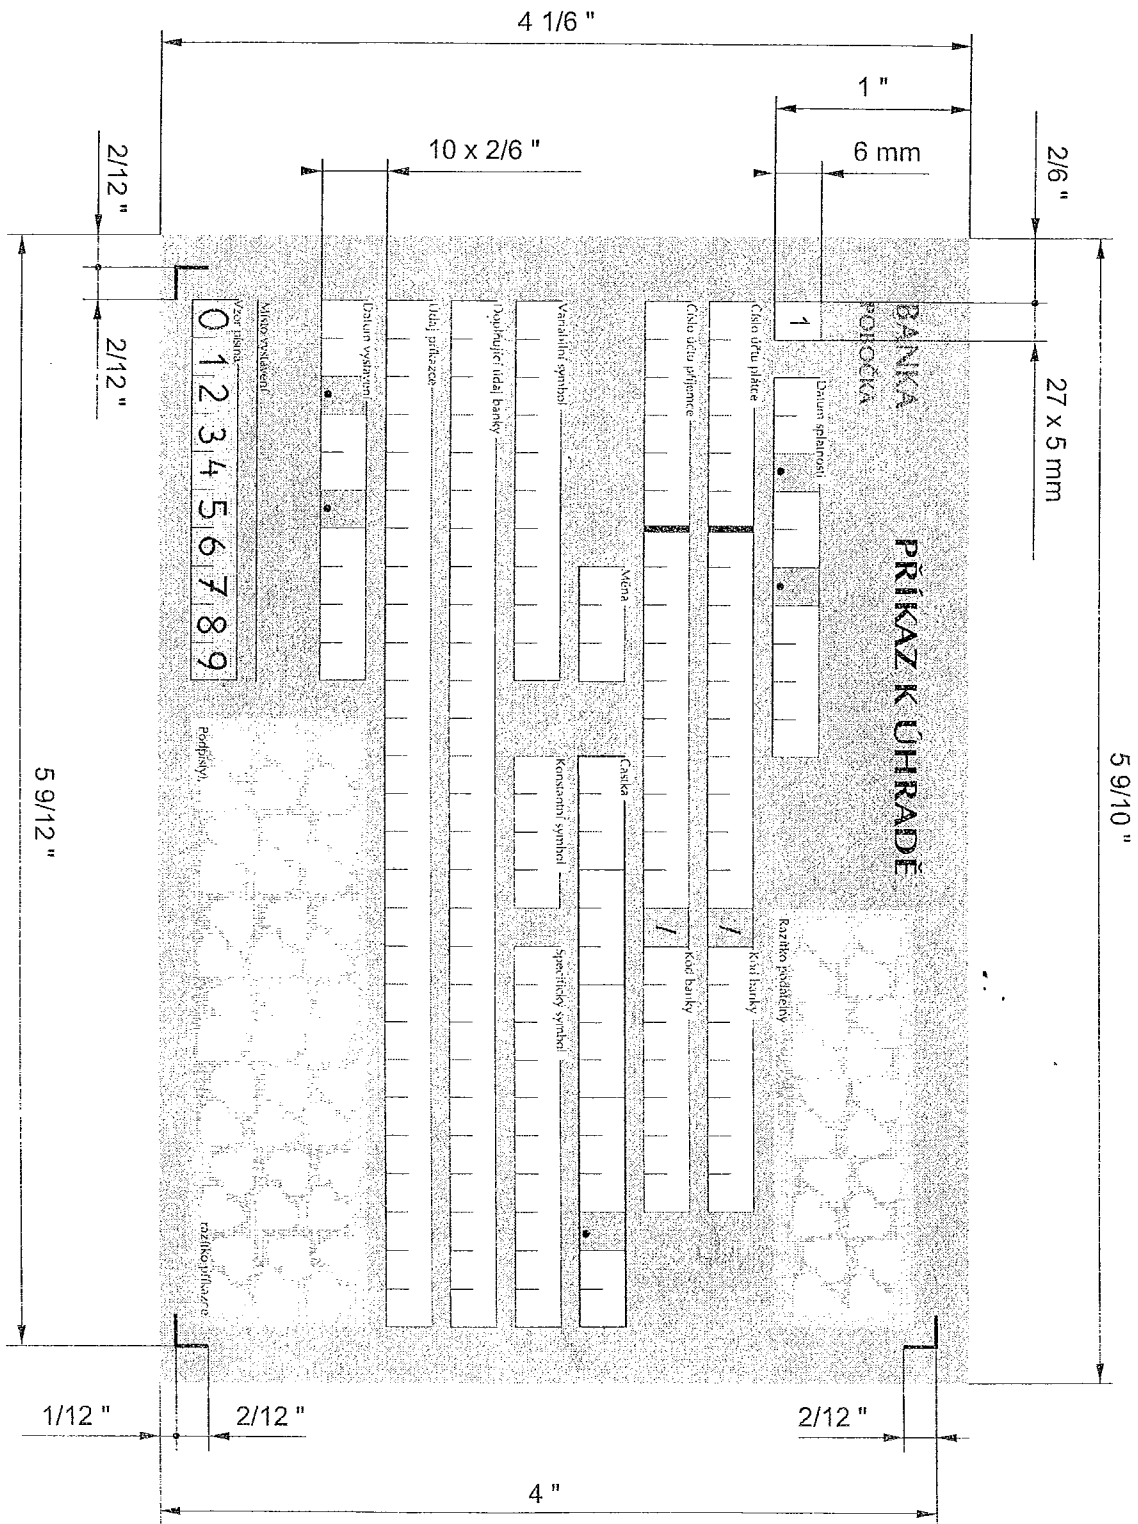 4 1/6 "
1 "
10 x 2/6 "
6 mm
2/12 "
2/6 "
2/12 "
27 x 5 mm
5 9/12 "
5 9/10 "
BANKA
POBOČKA
PŘÍKAZ K ÚHRADĚ
1
Datum splatnosti
Razítko podatelny
Číslo účtu plátce
/
Kód banky
Číslo účtu příjemce
/
Kód banky
Měna
Částka
Variabilní symbol
Konstantní symbol
Specifický symbol
Doplňující údaj banky
Údaj příkazce
Datum vystavení
Místo vystavení
Vzor písma
0 1 2 3 4 5 6 7 8 9
Podpis(y),
razítko příkazce
1/12 "
2/12 "
2/12 "
4 "